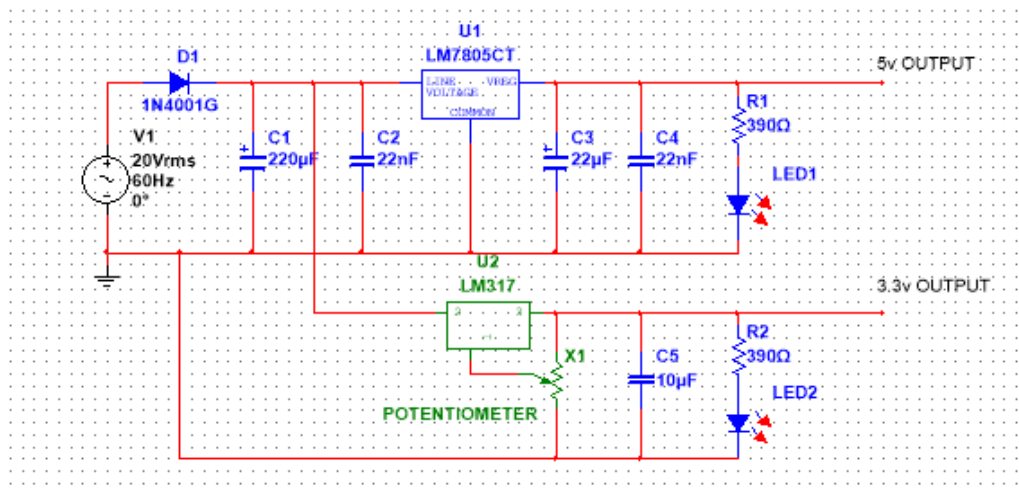 U1
D1
LM7805CT
5v OUTPUT
LINE VREG
VOLTAGE
COMMON
1N4001G
R1
390Ω
V1
20Vrms
60Hz
0°
C1
220µF
C2
22nF
C3
22µF
C4
22nF
LED1
U2
LM317
3.3v OUTPUT
R2
390Ω
X1
C5
10µF
LED2
POTENTIOMETER